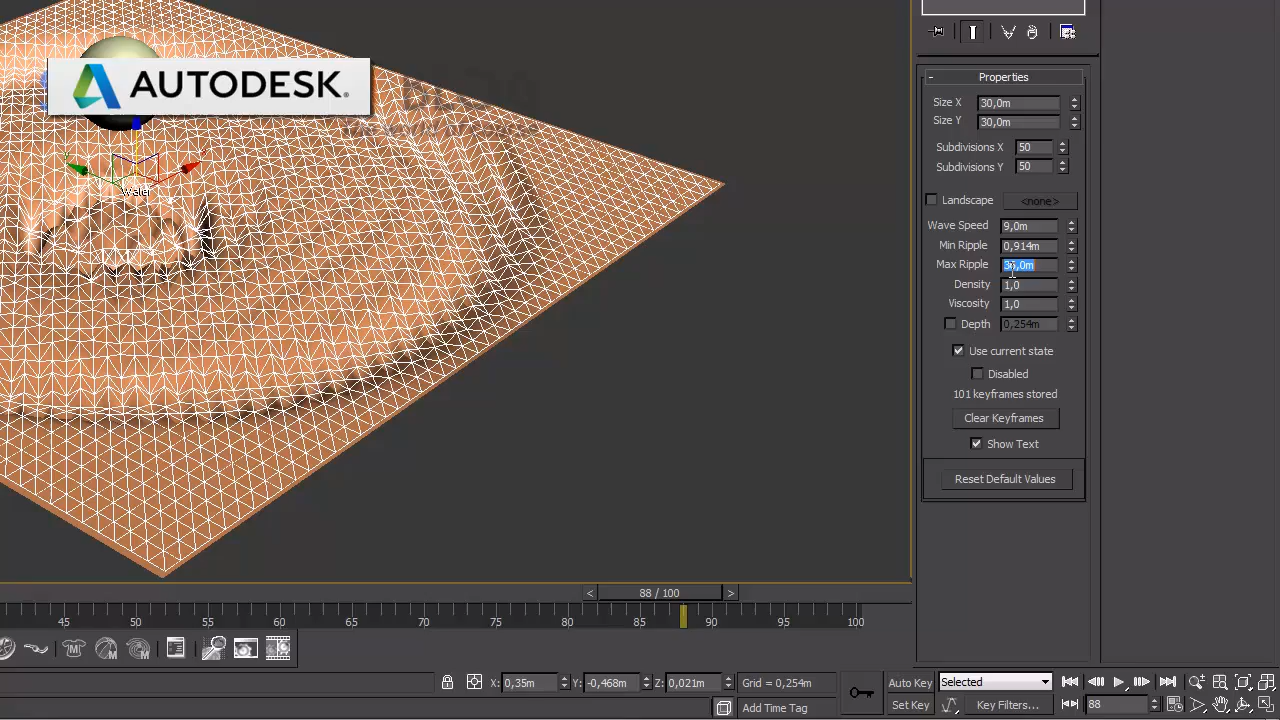 AUTODESK.
Water
Properties
Size X 30,0m
Size Y 30,0m
Subdivisions X 50
Subdivisions Y 50
Landscape <none>
Wave Speed 9,0m
Min Ripple 0,914m
Max Ripple
Density 1,0
Viscosity 1,0
Depth 0,254m
Use current state
Disabled
101 keyframes stored
Clear Keyframes
Show Text
Reset Default Values
< 88 / 100 >
45 50 55 60 65 70 75 80 85 90 95 100
X: 0,35m Y: -0,468m Z: 0,021m Grid = 0,254m Auto Key Selected
Add Time Tag Set Key Key Filters... 88